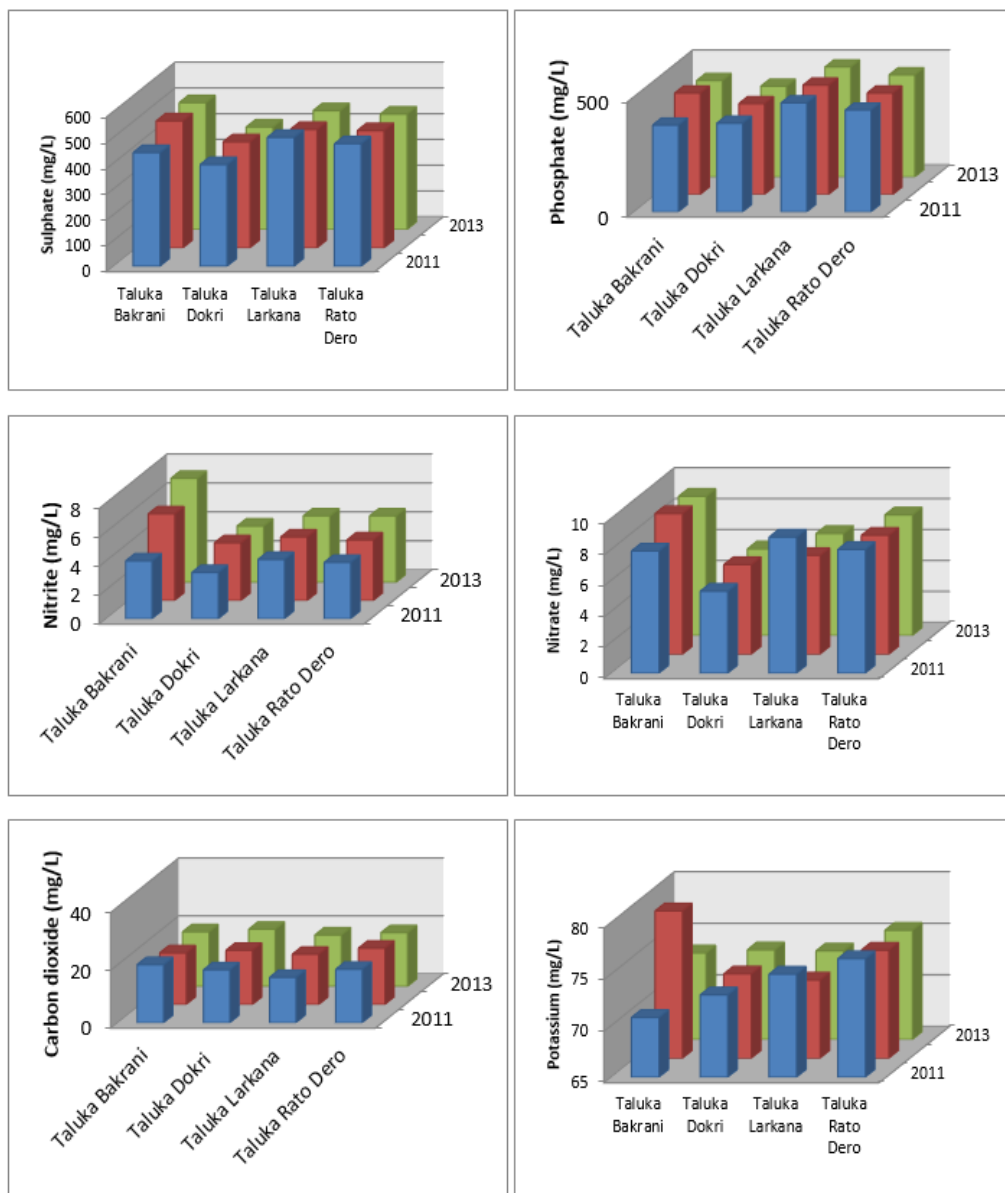 Sulphate (mg/L)
600
500
400
300
200
100
0
Taluka
Bakrani
Taluka
Dokri
Taluka
Larkana
Taluka
Rato
Dero
2011
2013
Phosphate (mg/L)
500
0
Taluka Bakrani
Taluka Dokri
Taluka Larkana
Taluka Rato Dero
2011
2013
Nitrite (mg/L)
8
6
4
2
0
Taluka Bakrani
Taluka Dokri
Taluka Larkana
Taluka Rato Dero
2011
2013
Nitrate (mg/L)
10
8
6
4
2
0
Taluka
Bakrani
Taluka
Dokri
Taluka
Larkana
Taluka
Rato
Dero
2011
2013
Carbon dioxide (mg/L)
40
20
0
Taluka Bakrani
Taluka Dokri
Taluka Larkana
Taluka Rato Dero
2011
2013
Potassium (mg/L)
80
75
70
65
Taluka
Bakrani
Taluka
Dokri
Taluka
Larkana
Taluka
Rato
Dero
2011
2013